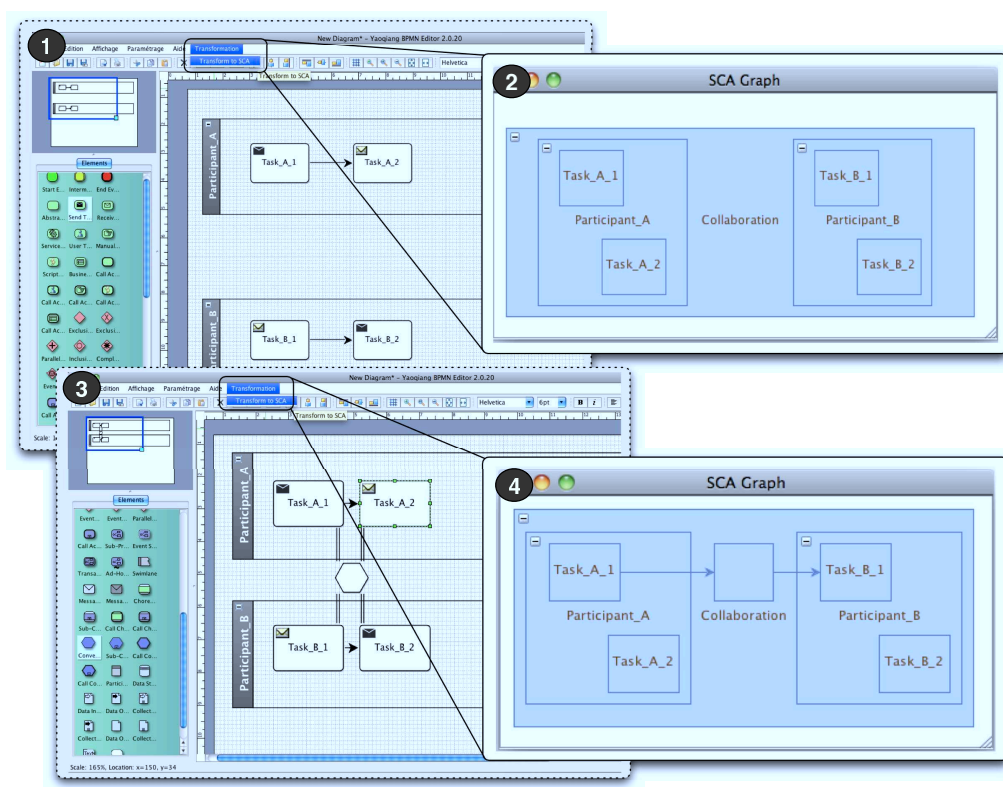 1
New Diagram* - Yaoqiang BPMN Editor 2.0.20
Edition Affichage Paramétrage Aide Transformation
Transform to SCA
Helvetica
Transform to SCA
Elements
Start E... Interm... End Ev...
Abstra... Send T... Receiv...
Service... User T... Manual...
Script... Busine... Call Ac...
Call Ac... Call Ac... Call Ac...
Call Ac... Exclusi... Exclusi...
Parallel... Inclusi... Compl...
Participant_A
Task_A_1
Task_A_2
Participant_B
Task_B_1
Task_B_2
2
SCA Graph
Task_A_1
Participant_A
Task_A_2
Collaboration
Task_B_1
Participant_B
Task_B_2
3
New Diagram* - Yaoqiang BPMN Editor 2.0.20
Edition Affichage Paramétrage Aide Transformation
Transform to SCA
Helvetica 6pt B i
Transform to SCA
Elements
Event... Event... Parallel...
Call Ac... Sub-Pr... Event S...
Transa... Ad-Ho... Swimlane
Messa... Messa... Chore...
Sub-C... Call Ch... Call Ch...
Conve... Sub-C... Call Co...
Call Co... Partici... Data St...
Data In... Data O... Collect...
Collect... Data O... Collect...
Participant_A
Task_A_1
Task_A_2
Participant_B
Task_B_1
Task_B_2
Scale: 165%, Location: x=150, y=34
4
SCA Graph
Task_A_1
Participant_A
Task_A_2
Collaboration
Task_B_1
Participant_B
Task_B_2